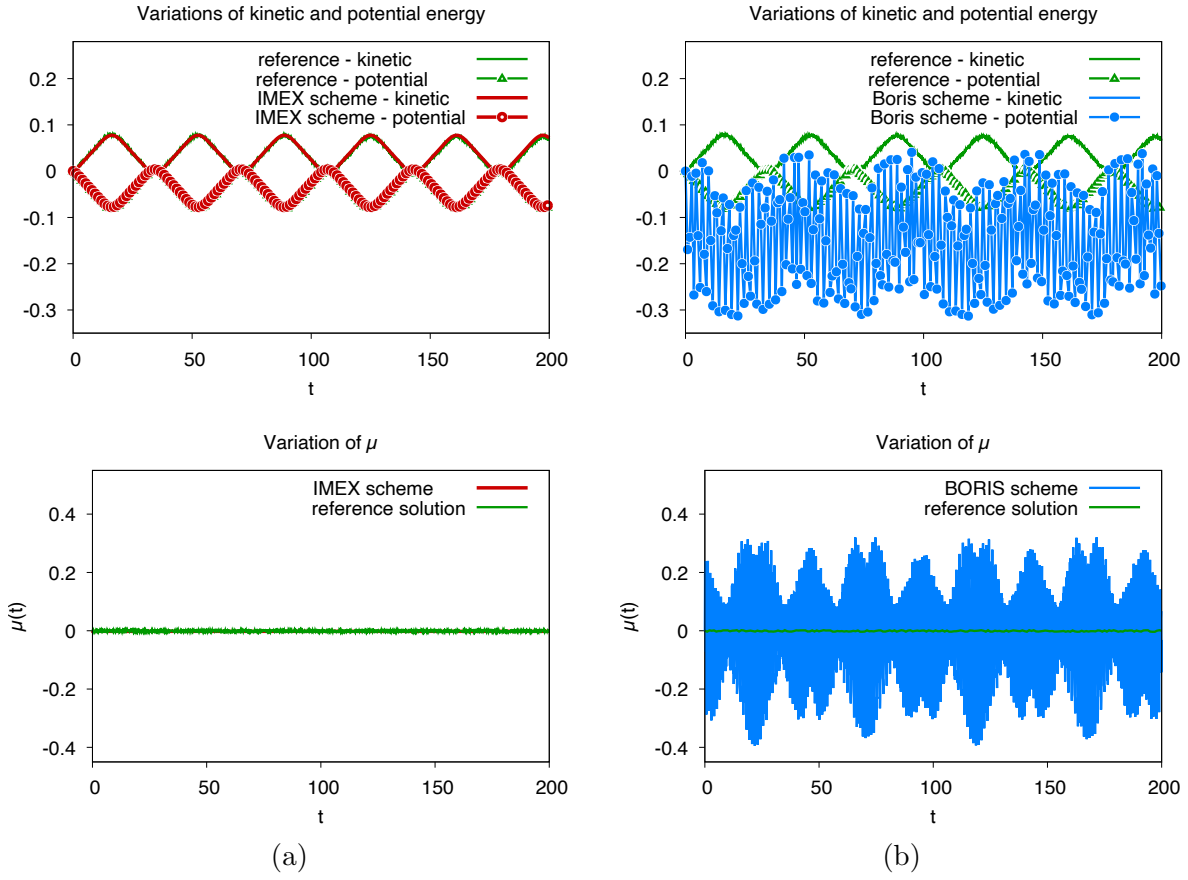 Variations of kinetic and potential energy
reference - kinetic
reference - potential
IMEX scheme - kinetic
IMEX scheme - potential
0.2
0.1
0
-0.1
-0.2
-0.3
0 50 100 150 200
t
Variations of kinetic and potential energy
reference - kinetic
reference - potential
Boris scheme - kinetic
Boris scheme - potential
0.2
0.1
0
-0.1
-0.2
-0.3
0 50 100 150 200
t
Variation of μ
IMEX scheme
reference solution
0.4
0.2
0
-0.2
-0.4
μ(t)
0 50 100 150 200
t
(a)
Variation of μ
BORIS scheme
reference solution
0.4
0.2
0
-0.2
-0.4
μ(t)
0 50 100 150 200
t
(b)